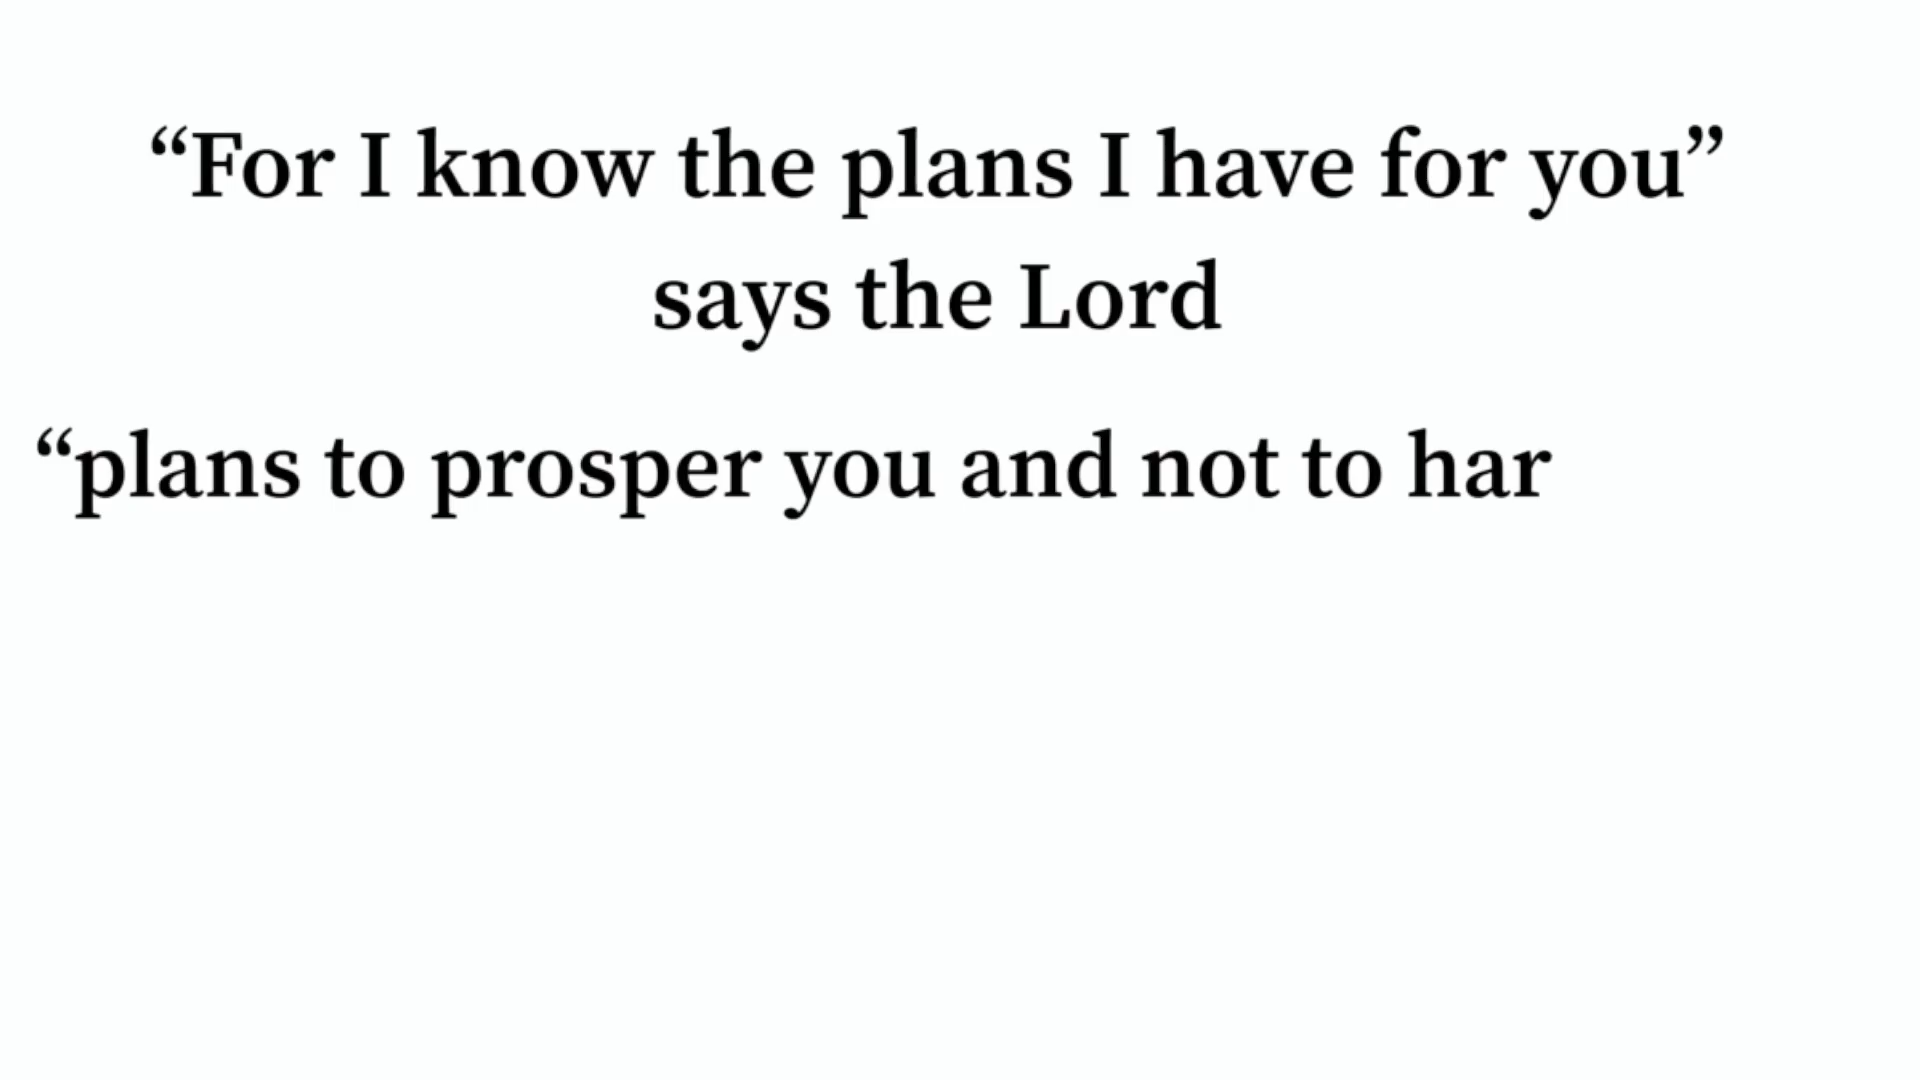 “For I know the plans I have for you”
says the Lord
“plans to prosper you and not to har